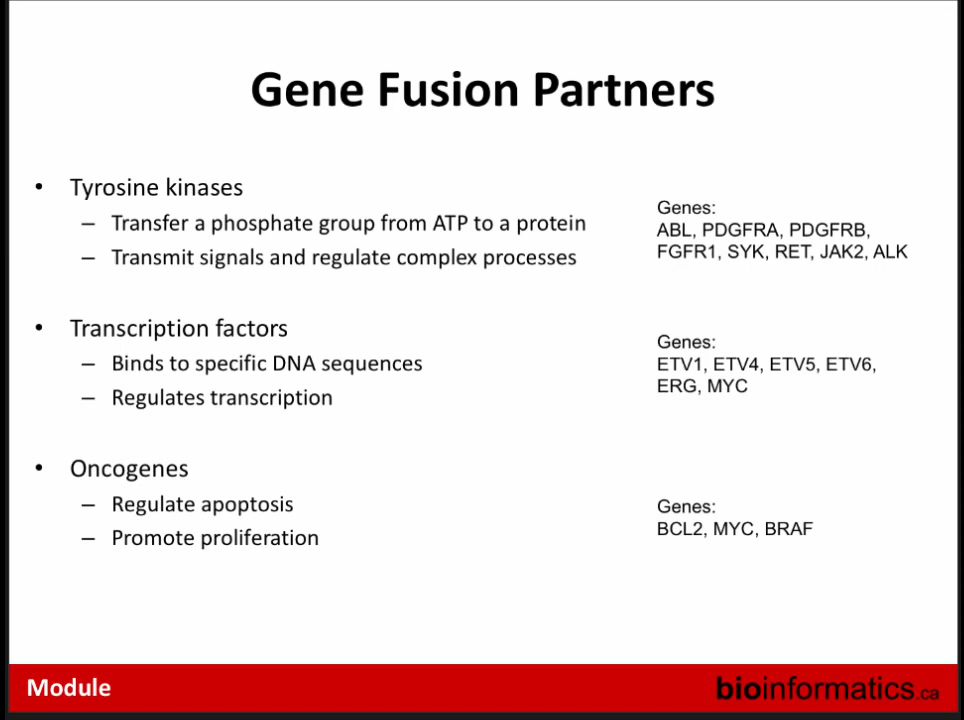 Gene Fusion Partners
• Tyrosine kinases
– Transfer a phosphate group from ATP to a protein
– Transmit signals and regulate complex processes
Genes:
ABL, PDGFRA, PDGFRB,
FGFR1, SYK, RET, JAK2, ALK
• Transcription factors
– Binds to specific DNA sequences
– Regulates transcription
Genes:
ETV1, ETV4, ETV5, ETV6,
ERG, MYC
• Oncogenes
– Regulate apoptosis
– Promote proliferation
Genes:
BCL2, MYC, BRAF
Module
bioinformatics.ca